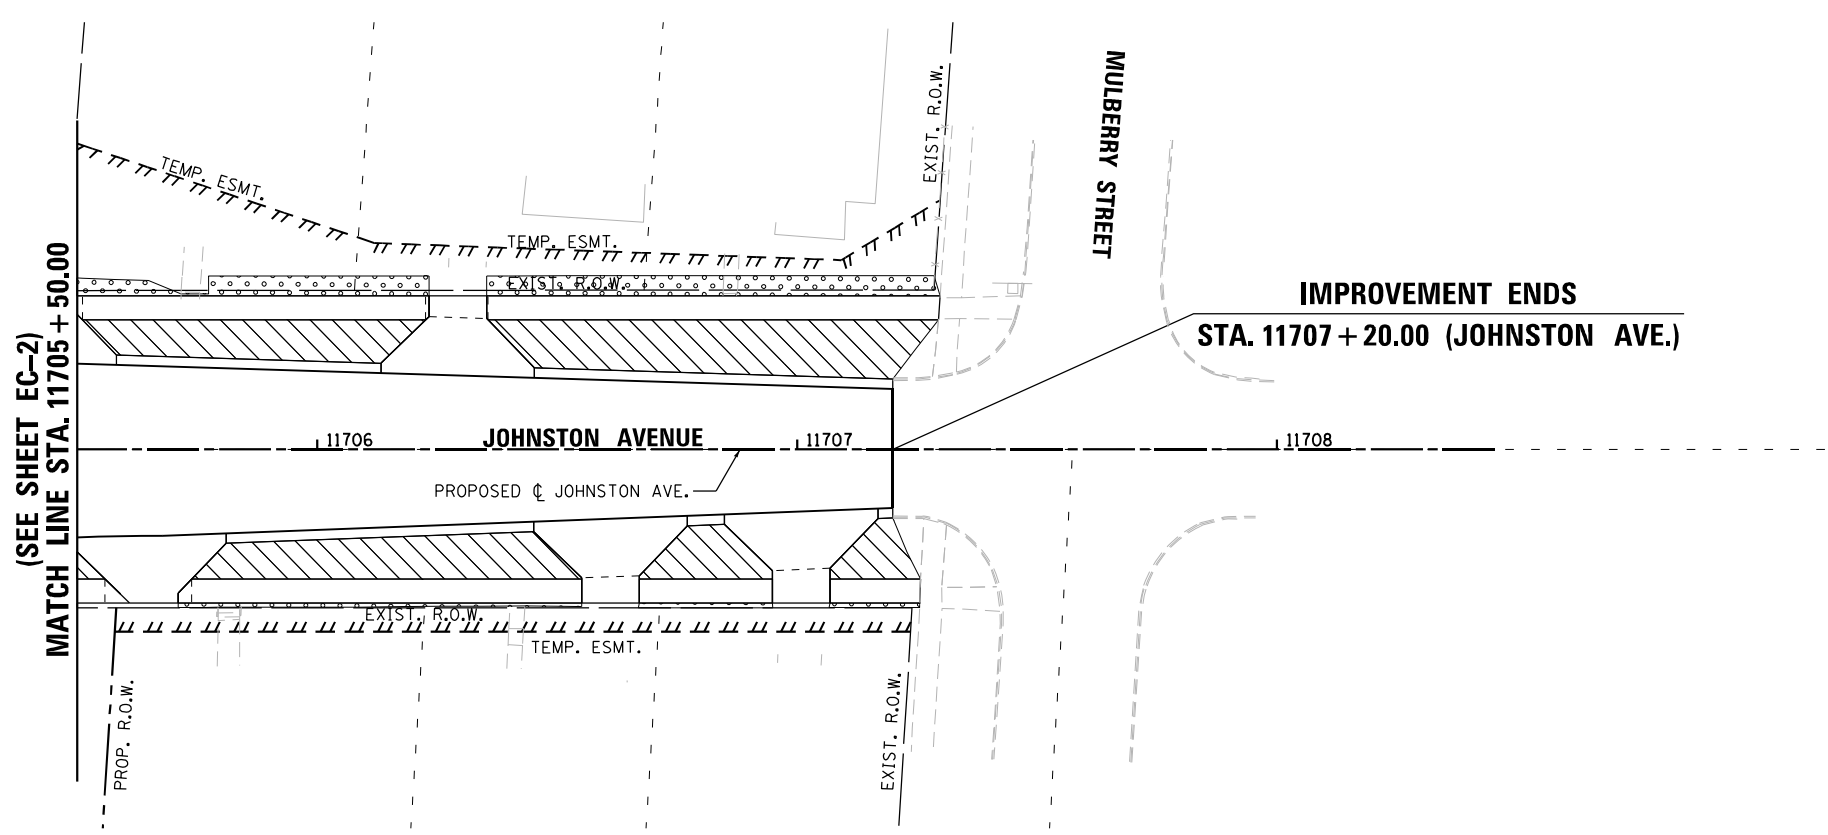 (SEE SHEET EC-2)
MATCH LINE STA. 11705 + 50.00
TEMP. ESMT.
TEMP. ESMT.
EXIST. R.O.W.
EXIST. R.O.W.
MULBERRY STREET
IMPROVEMENT ENDS
STA. 11707 + 20.00 (JOHNSTON AVE.)
11706
JOHNSTON AVENUE
11707
11708
PROPOSED ℄ JOHNSTON AVE.
EXIST. R.O.W.
TEMP. ESMT.
PROP. R.O.W.
EXIST. R.O.W.